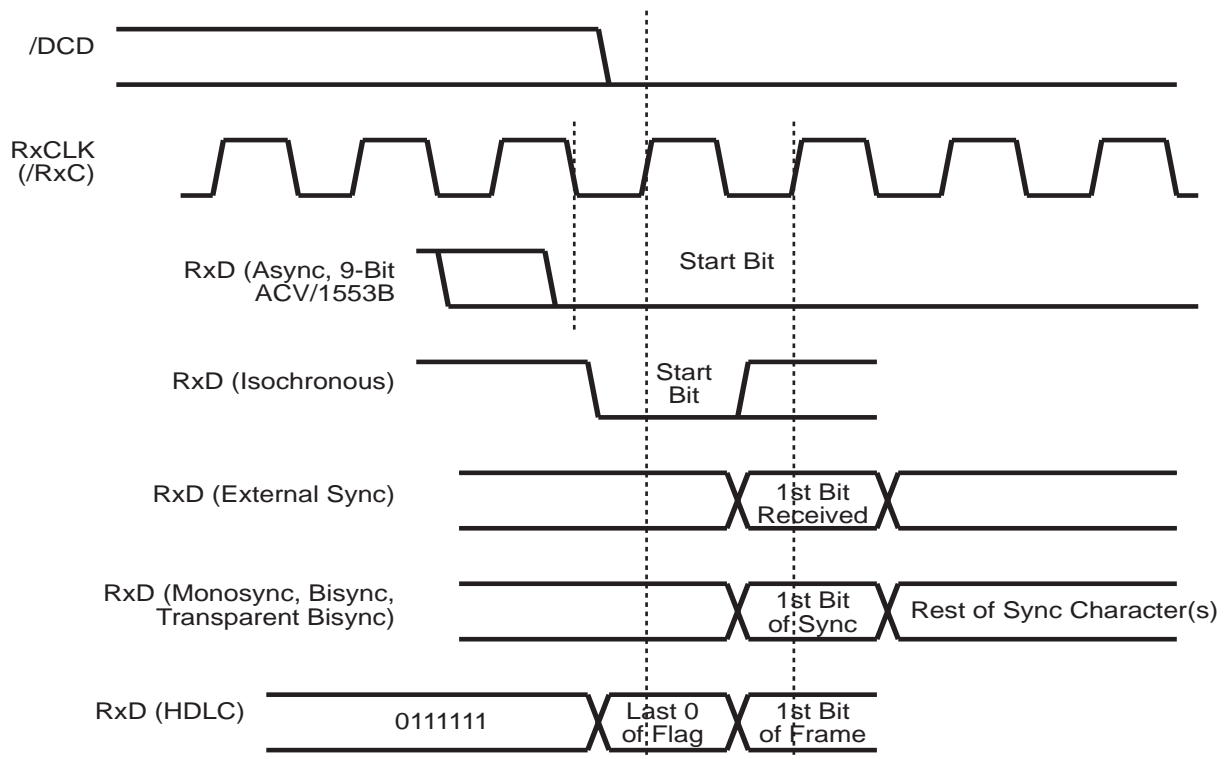 /DCD
RxCLK
(/RxC)
RxD (Async, 9-Bit
ACV/1553B
Start Bit
RxD (Isochronous)
Start
Bit
RxD (External Sync)
1st Bit
Received
RxD (Monosync, Bisync,
Transparent Bisync)
1st Bit
of Sync
Rest of Sync Character(s)
RxD (HDLC)
0111111
Last 0
of Flag
1st Bit
of Frame